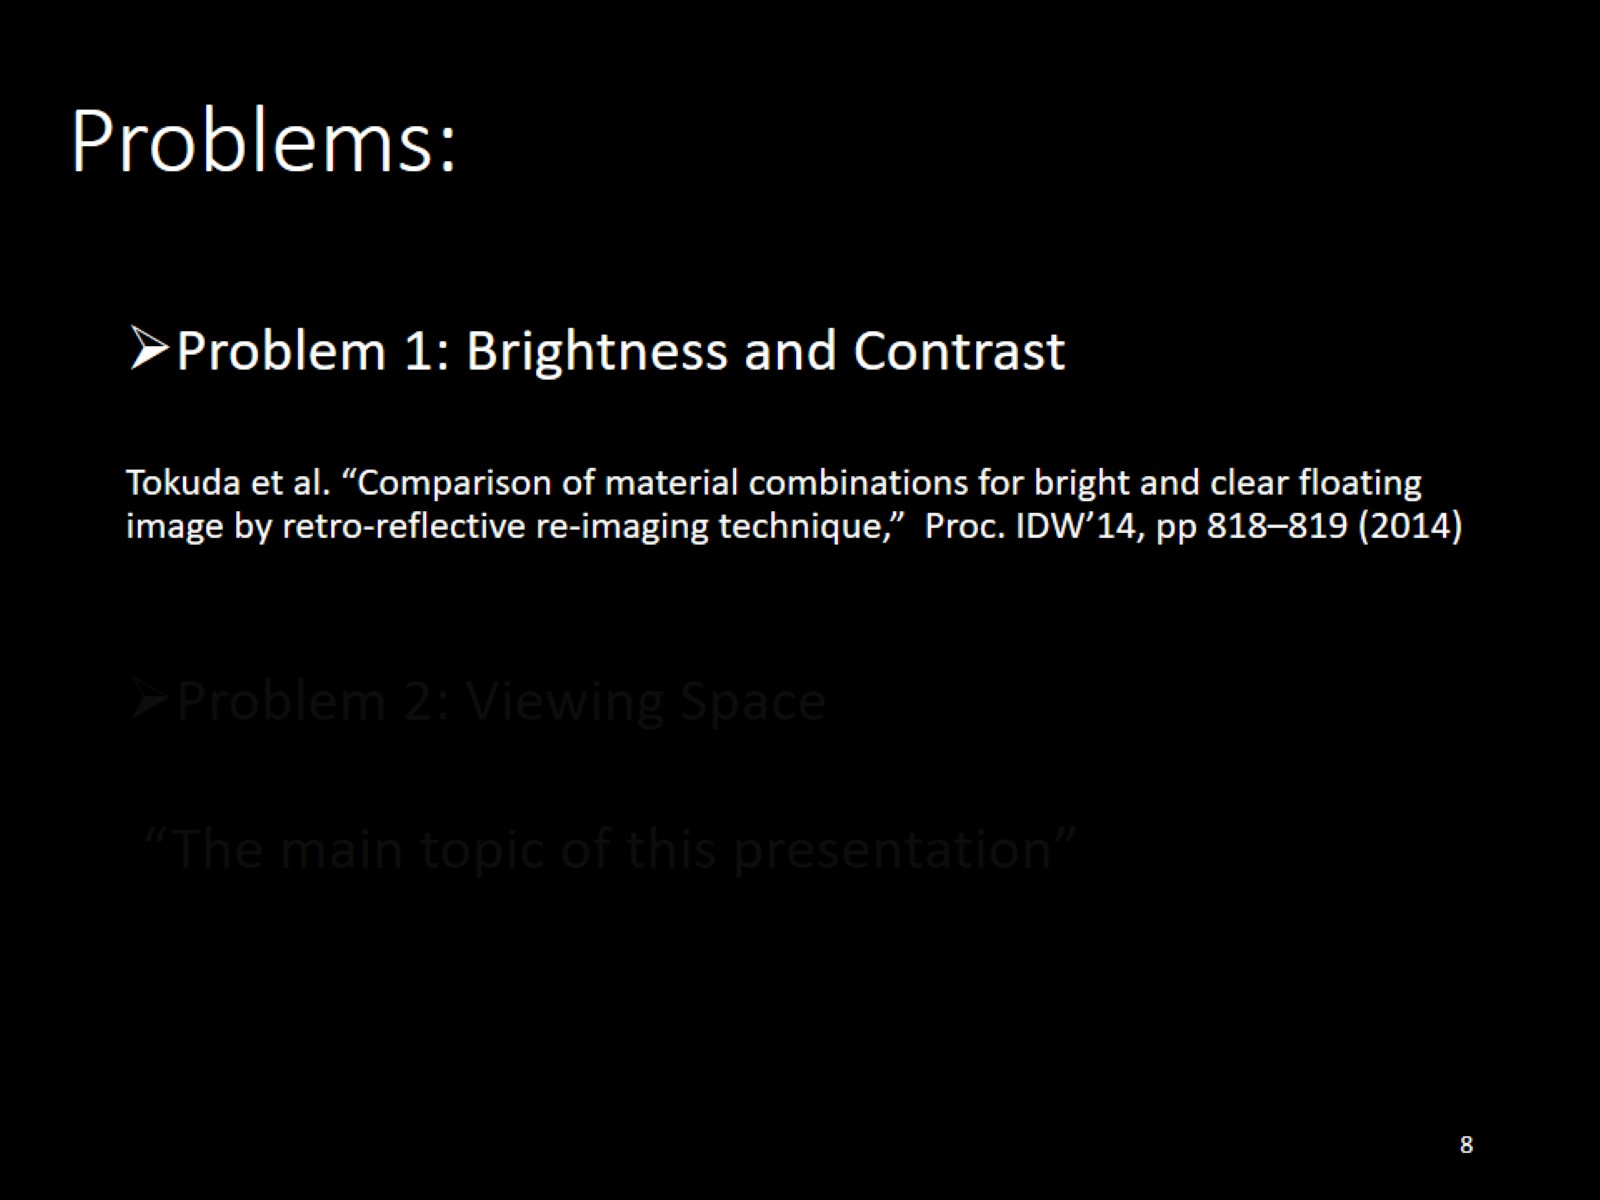 Problems:
➢Problem 1: Brightness and Contrast
Tokuda et al. “Comparison of material combinations for bright and clear floating
image by retro-reflective re-imaging technique,”  Proc. IDW’14, pp 818–819 (2014)
➢Problem 2: Viewing Space
“The main topic of this presentation”
8